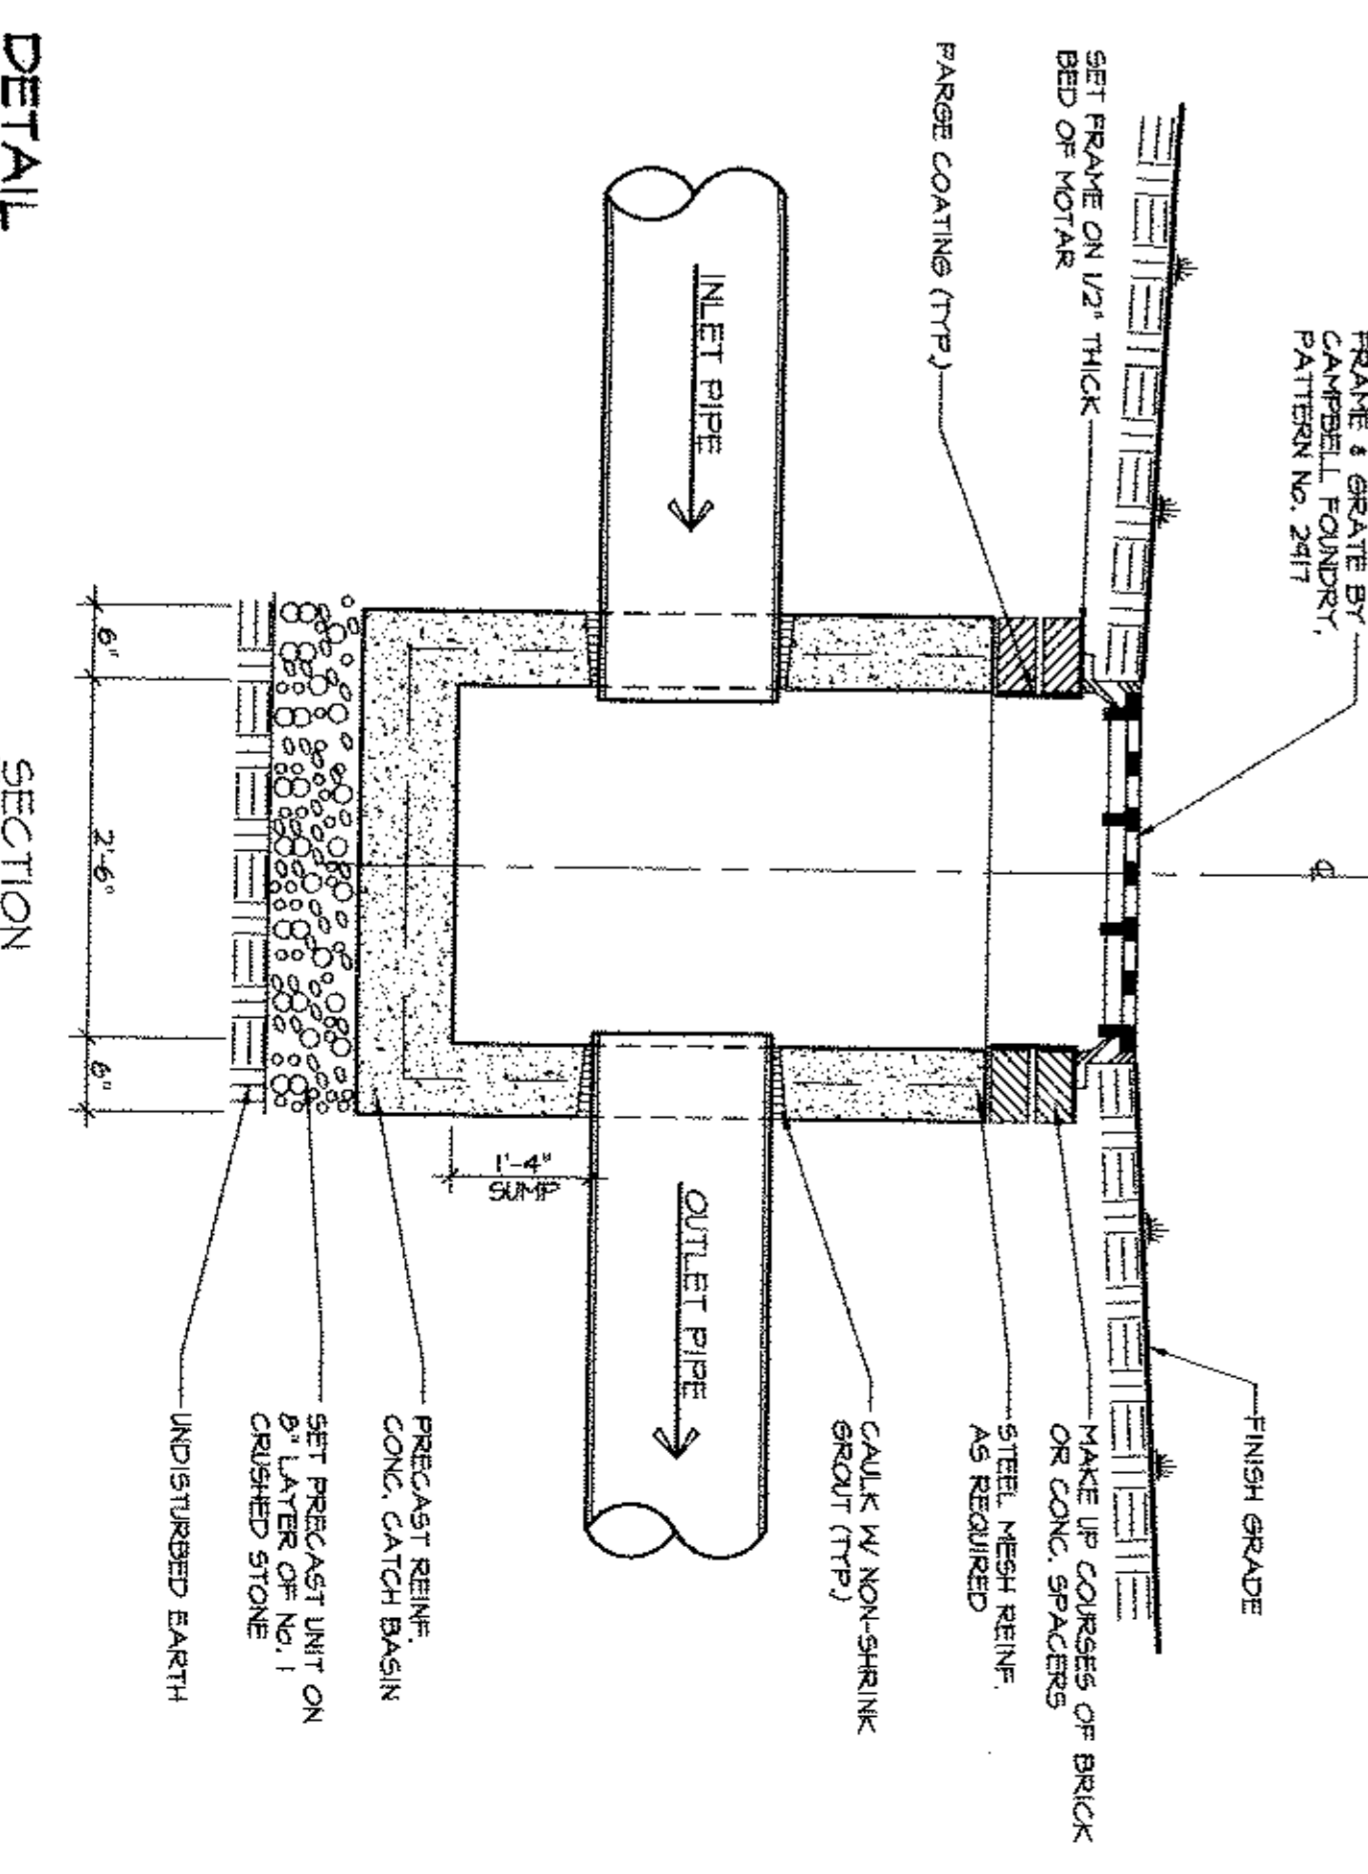 FRAME & GRATE BY
CAMPBELL FOUNDRY,
PATTERN No. 2417
℄
SET FRAME ON 1/2" THICK
BED OF MOTAR
PARGE COATING (TYP.)
FINISH GRADE
MAKE UP COURSES OF BRICK
OR CONC. SPACERS
STEEL MESH REINF.
AS REQUIRED
CAULK W/ NON-SHRINK
GROUT (TYP.)
INLET PIPE
OUTLET PIPE
1'-4"
SUMP
PRECAST REINF.
CONC. CATCH BASIN
SET PRECAST UNIT ON
8" LAYER OF No. 1
CRUSHED STONE
UNDISTURBED EARTH
6"
2'-6"
6"
DETAIL
SECTION